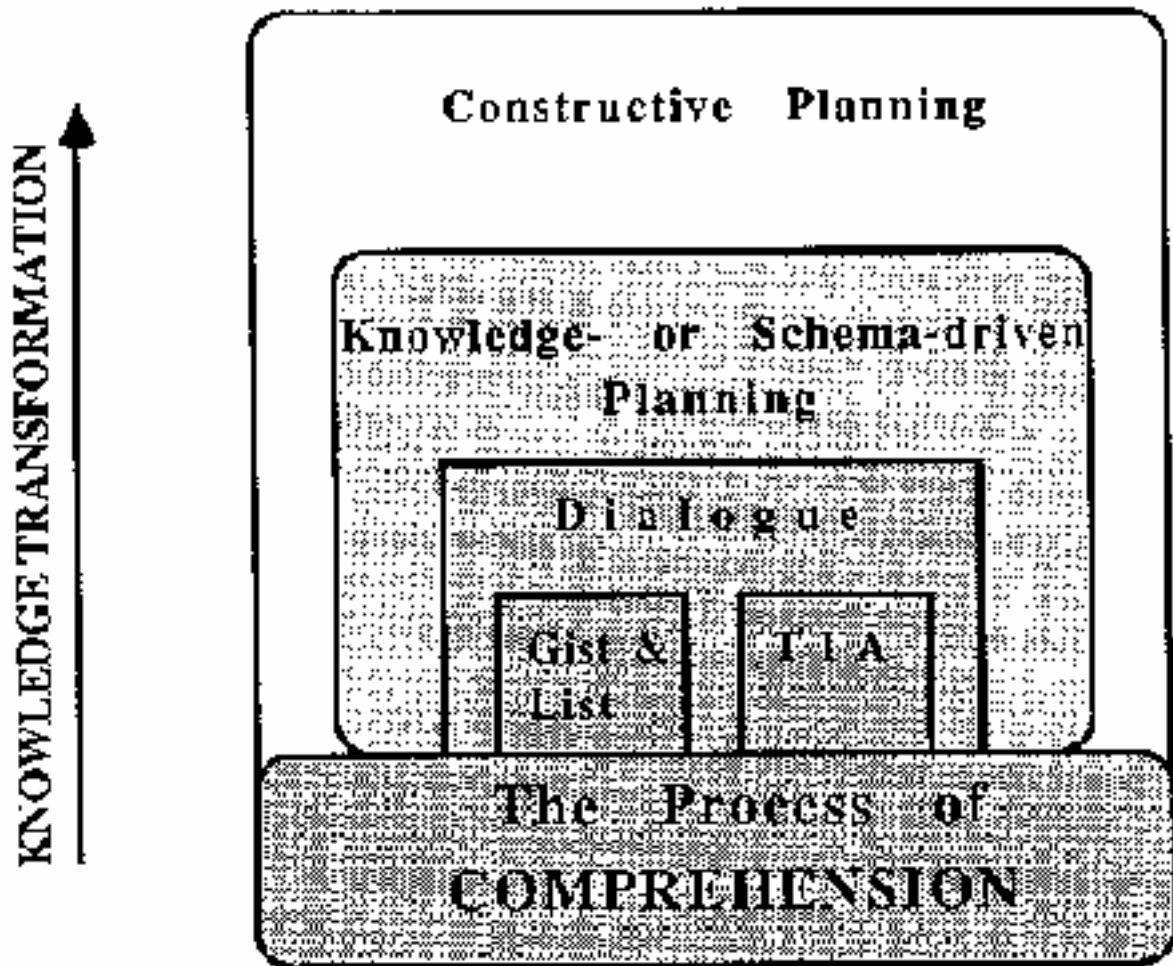 KNOWLEDGE TRANSFORMATION
Constructive Planning
Knowledge- or Schema-driven
Planning
Dialogue
Gist &
List
TIA
The Process of
COMPREHENSION